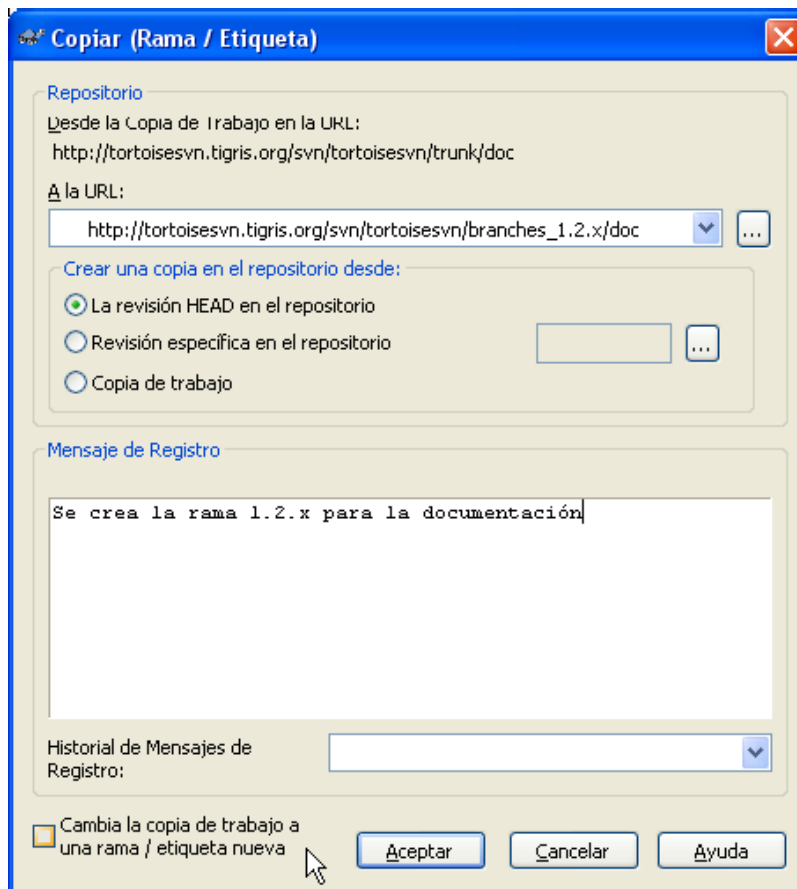 Copiar (Rama / Etiqueta)
Repositorio
Desde la Copia de Trabajo en la URL:
http://tortoisesvn.tigris.org/svn/tortoisesvn/trunk/doc
A la URL:
http://tortoisesvn.tigris.org/svn/tortoisesvn/branches_1.2.x/doc
...
Crear una copia en el repositorio desde:
La revisión HEAD en el repositorio
Revisión específica en el repositorio
...
Copia de trabajo
Mensaje de Registro
Se crea la rama 1.2.x para la documentación
Historial de Mensajes de
Registro:
Cambia la copia de trabajo a
una rama / etiqueta nueva
Aceptar
Cancelar
Ayuda